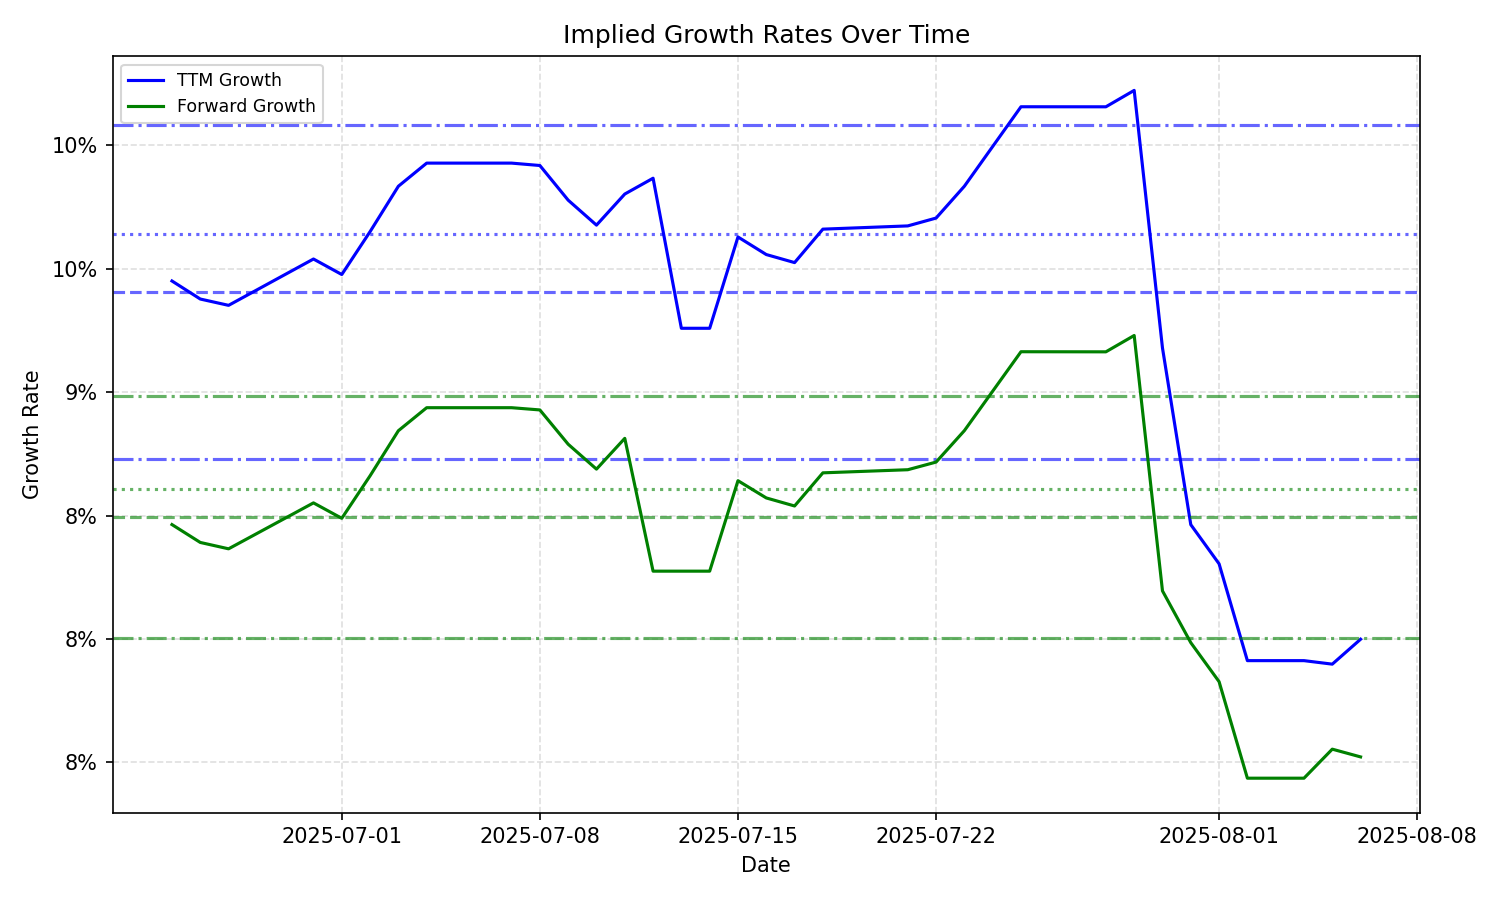 Implied Growth Rates Over Time
TTM Growth
Forward Growth
10%
10%
9%
8%
8%
8%
Growth Rate
2025-07-01
2025-07-08
2025-07-15
2025-07-22
2025-08-01
2025-08-08
Date